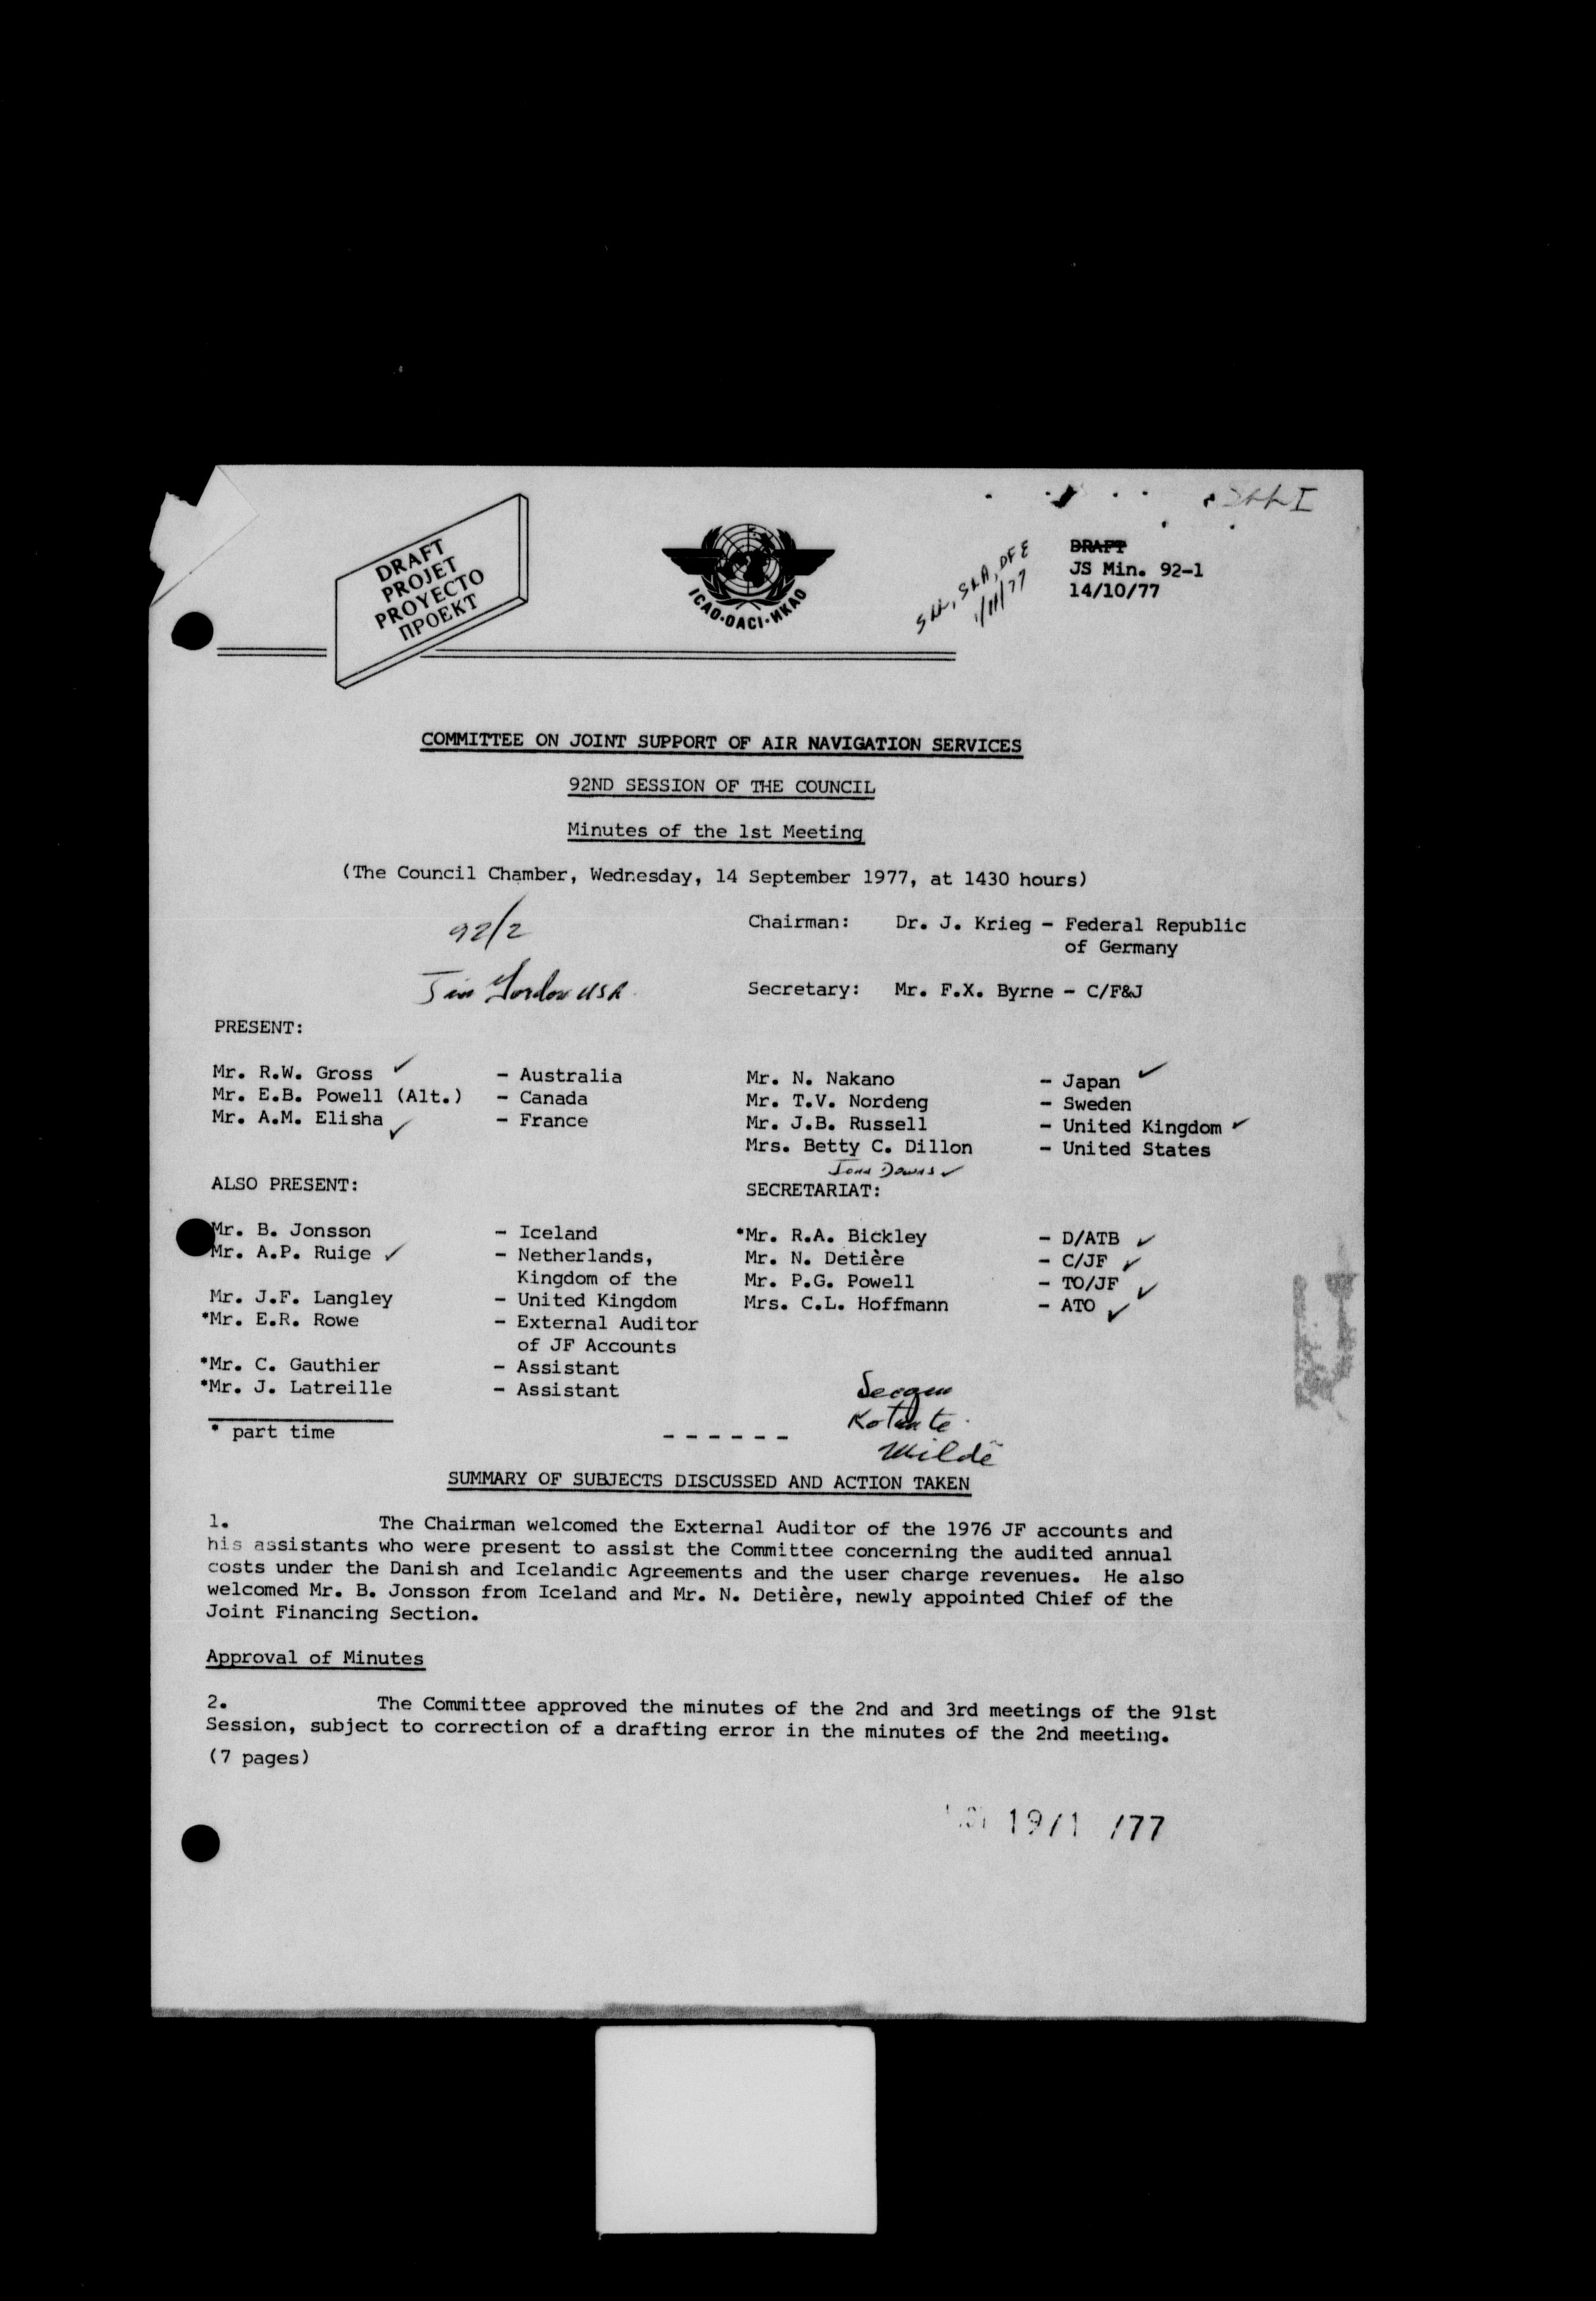 DRAFT
PROJET
PROYECTO
ПРОЕКТ
ICAO·OACI·ИКАО
1/11/77
DRAFT
JS Min. 92-1
14/10/77
COMMITTEE ON JOINT SUPPORT OF AIR NAVIGATION SERVICES
92ND SESSION OF THE COUNCIL
Minutes of the 1st Meeting
(The Council Chamber, Wednesday, 14 September 1977, at 1430 hours)
92/2
Chairman: Dr. J. Krieg - Federal Republic
of Germany
Jim Gordon USA
Secretary: Mr. F.X. Byrne - C/F&J
PRESENT:
Mr. R.W. Gross ✓ - Australia
Mr. E.B. Powell (Alt.) - Canada
Mr. A.M. Elisha ✓ - France
Mr. N. Nakano - Japan ✓
Mr. T.V. Nordeng - Sweden
Mr. J.B. Russell - United Kingdom ✓
Mrs. Betty C. Dillon - United States
Downs ✓
ALSO PRESENT:
Mr. B. Jonsson - Iceland
Mr. A.P. Ruige ✓ - Netherlands,
Kingdom of the
Mr. J.F. Langley - United Kingdom
*Mr. E.R. Rowe - External Auditor
of JF Accounts
*Mr. C. Gauthier - Assistant
*Mr. J. Latreille - Assistant
* part time
SECRETARIAT:
*Mr. R.A. Bickley - D/ATB ✓
Mr. N. Detière - C/JF ✓
Mr. P.G. Powell - TO/JF ✓
Mrs. C.L. Hoffmann - ATO ✓
Kotaite
Milde
------
SUMMARY OF SUBJECTS DISCUSSED AND ACTION TAKEN
1. The Chairman welcomed the External Auditor of the 1976 JF accounts and
his assistants who were present to assist the Committee concerning the audited annual
costs under the Danish and Icelandic Agreements and the user charge revenues. He also
welcomed Mr. B. Jonsson from Iceland and Mr. N. Detière, newly appointed Chief of the
Joint Financing Section.
Approval of Minutes
2. The Committee approved the minutes of the 2nd and 3rd meetings of the 91st
Session, subject to correction of a drafting error in the minutes of the 2nd meeting.
(7 pages)
19/1 /77